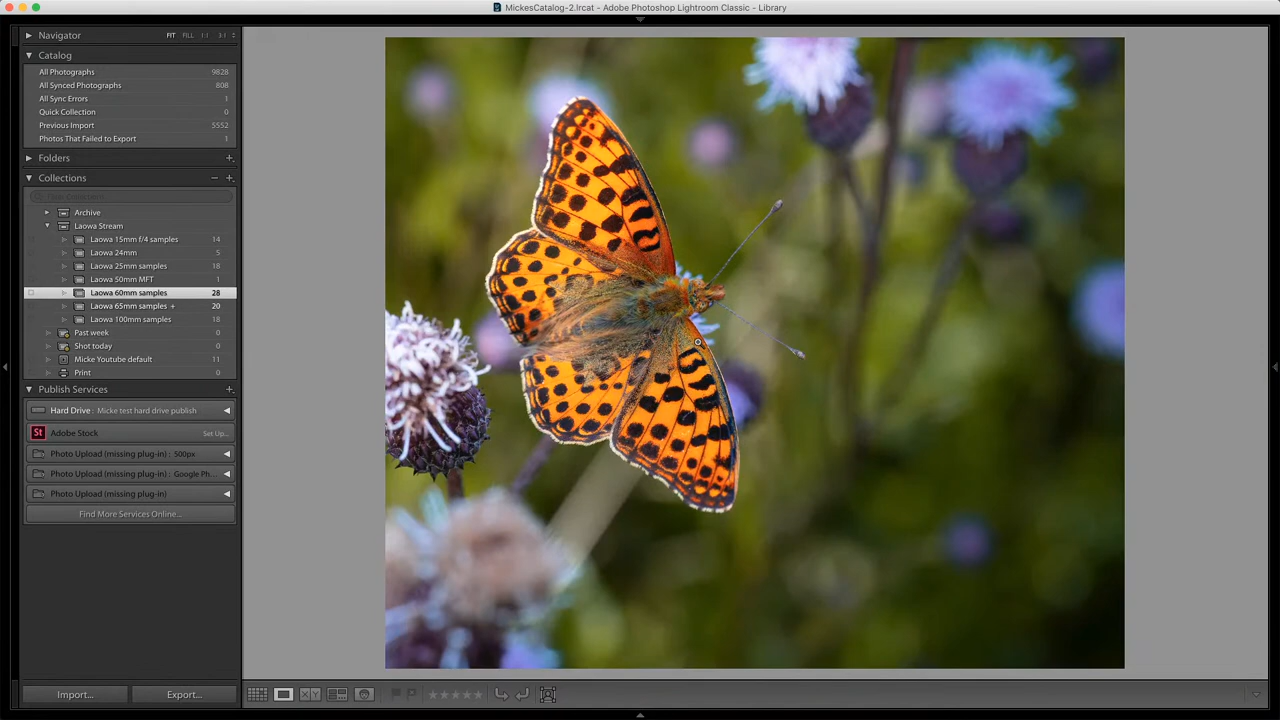 MickesCatalog-2.lrcat - Adobe Photoshop Lightroom Classic - Library
Navigator FIT FILL 1:1 3:1
Catalog
All Photographs 9828
All Synced Photographs 808
All Sync Errors 1
Quick Collection 0
Previous Import 5552
Photos That Failed to Export 1
Folders +
Collections − +
Archive
Laowa Stream
Laowa 15mm f/4 samples 14
Laowa 24mm 5
Laowa 25mm samples 18
Laowa 50mm MFT 1
Laowa 60mm samples 28
Laowa 65mm samples + 20
Laowa 100mm samples 18
Past week 0
Shot today 0
Micke Youtube default 11
Print 0
Publish Services +
Hard Drive : Micke test hard drive publish
St Adobe Stock Set Up...
Photo Upload (missing plug-in) : 500px
Photo Upload (missing plug-in) : Google Ph...
Photo Upload (missing plug-in)
Find More Services Online...
Import... Export... XY